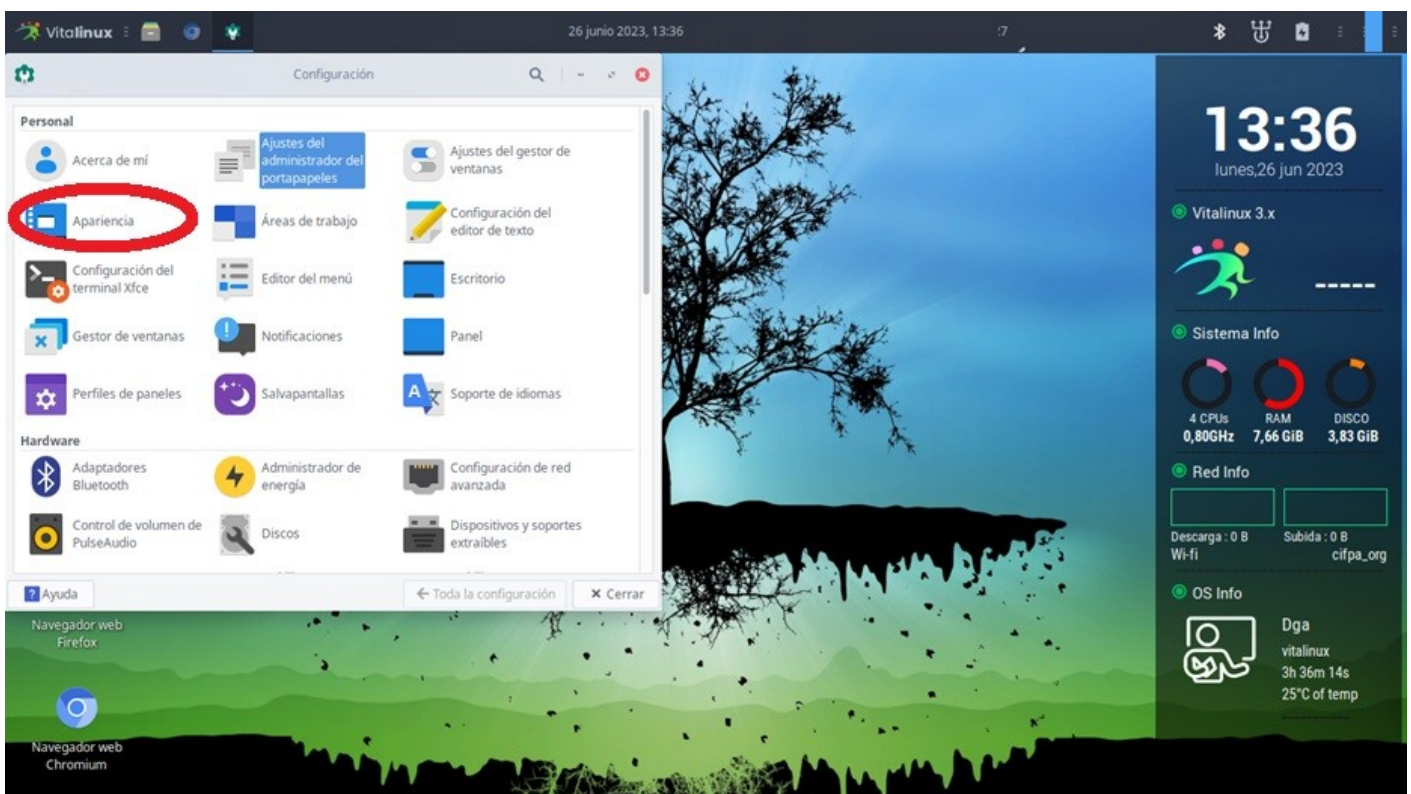 Vitalinux
26 junio 2023, 13:36
:7
Configuración
Personal
Acerca de mí
Ajustes del
administrador del
portapapeles
Ajustes del gestor de
ventanas
Apariencia
Áreas de trabajo
Configuración del
editor de texto
Configuración del
terminal Xfce
Editor del menú
Escritorio
Gestor de ventanas
Notificaciones
Panel
Perfiles de paneles
Salvapantallas
Soporte de idiomas
Hardware
Adaptadores
Bluetooth
Administrador de
energía
Configuración de red
avanzada
Control de volumen de
PulseAudio
Discos
Dispositivos y soportes
extraíbles
Ayuda
Toda la configuración
Cerrar
Navegador web
Firefox
Navegador web
Chromium
13:36
lunes,26 jun 2023
Vitalinux 3.x
-----
Sistema Info
4 CPUs RAM DISCO
0,80GHz 7,66 GiB 3,83 GiB
Red Info
Descarga : 0 B Subida : 0 B
Wi-fi cifpa_org
OS Info
Dga
vitalinux
3h 36m 14s
25°C of temp